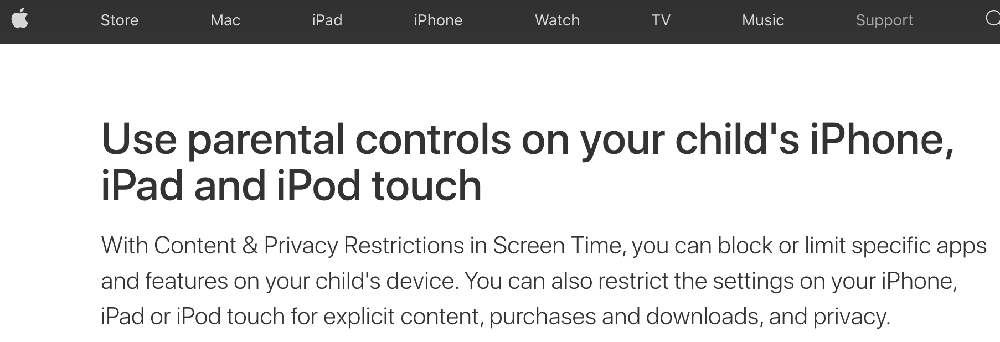 Store Mac iPad iPhone Watch TV Music Support
Use parental controls on your child's iPhone,
iPad and iPod touch
With Content & Privacy Restrictions in Screen Time, you can block or limit specific apps
and features on your child's device. You can also restrict the settings on your iPhone,
iPad or iPod touch for explicit content, purchases and downloads, and privacy.